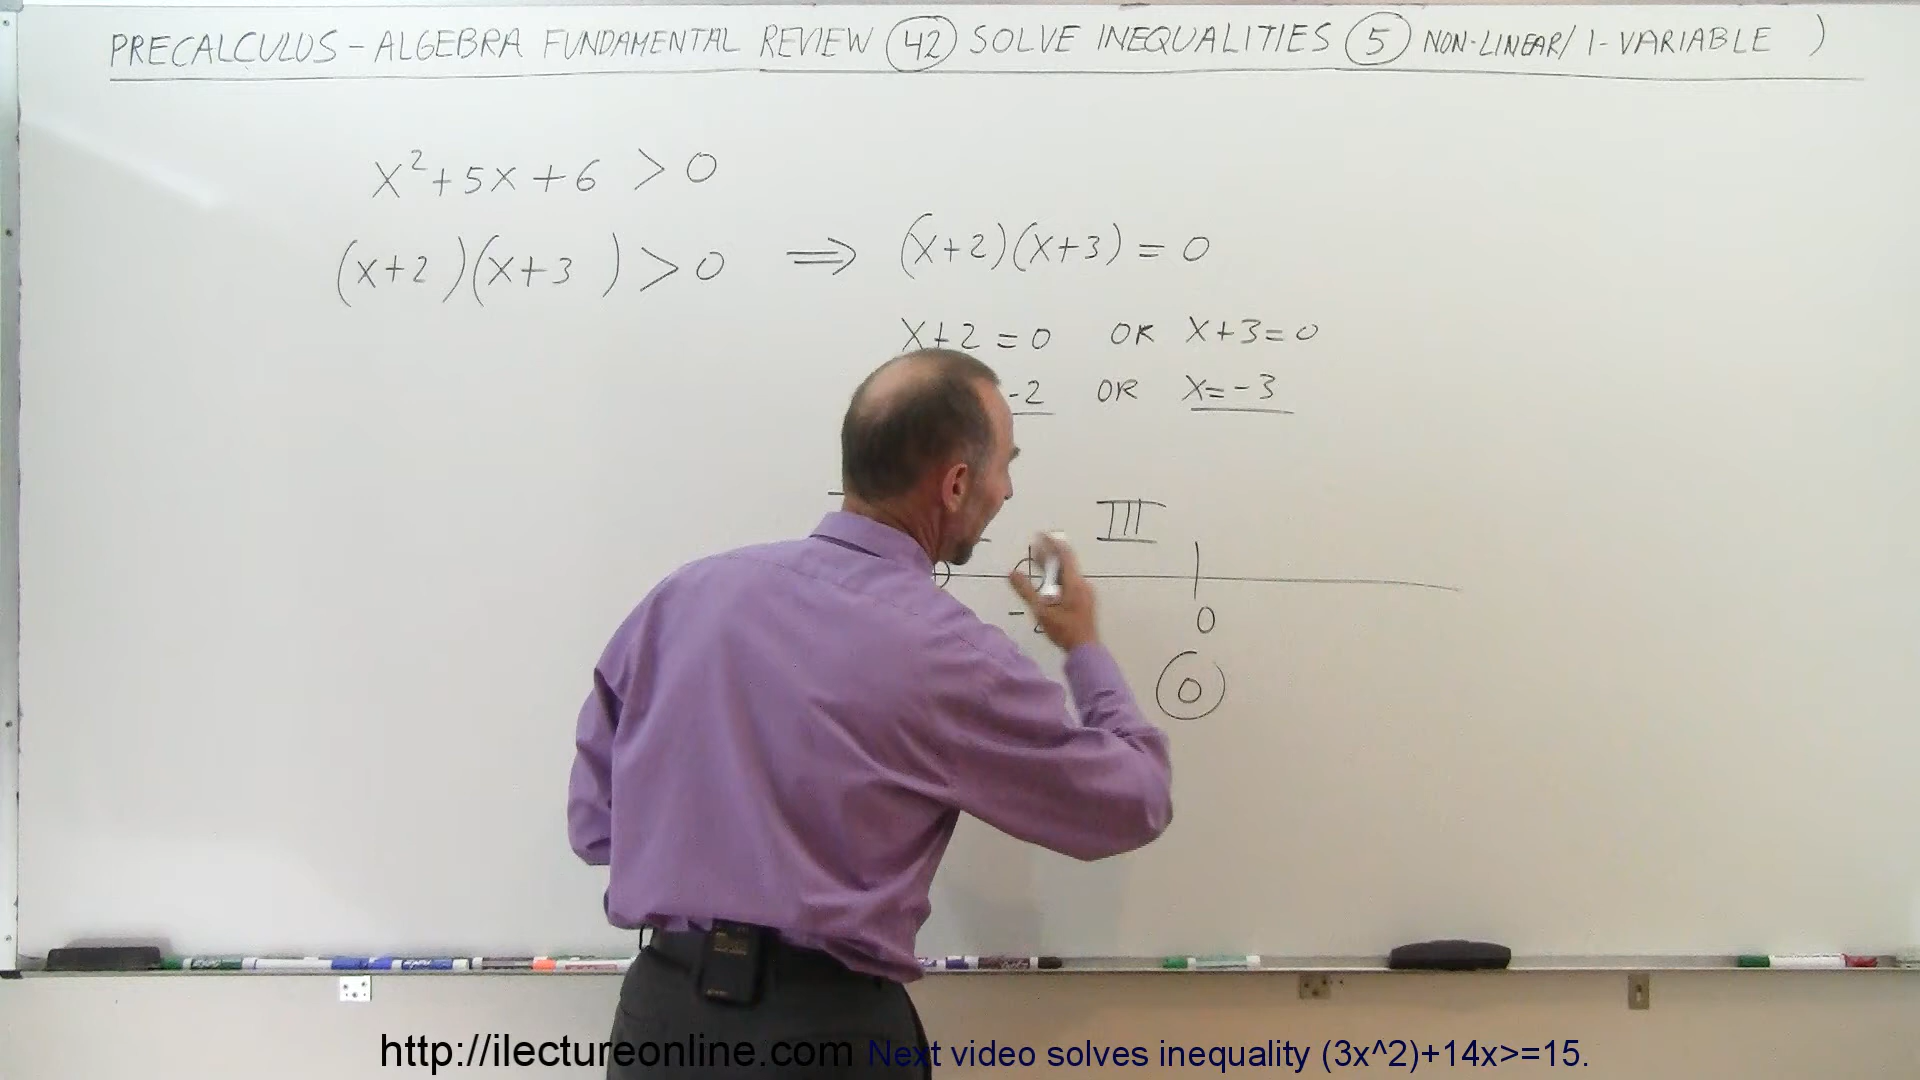 PRECALCULUS - ALGEBRA FUNDAMENTAL REVIEW 42 SOLVE INEQUALITIES 5 NON-LINEAR/ 1-VARIABLE )
x²+5x+6 > 0
(x+2)(x+3) > 0 ⇒ (x+2)(x+3) = 0
x+2 = 0 OR x+3 = 0
-2 OR x = -3
III
0
0
http://ilectureonline.com Next video solves inequality (3x^2)+14x>=15.